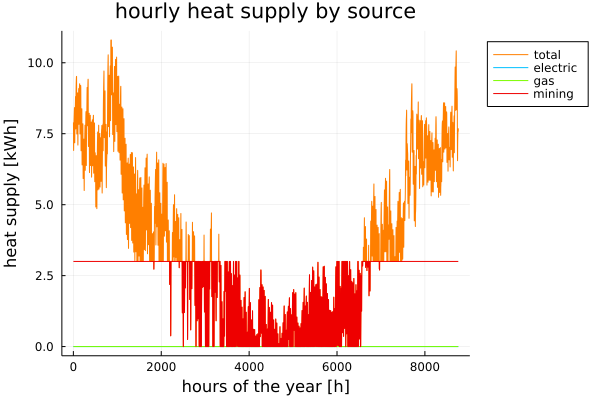 hourly heat supply by source
heat supply [kWh]
10.0
7.5
5.0
2.5
0.0
0
2000
4000
6000
8000
hours of the year [h]
total
electric
gas
mining